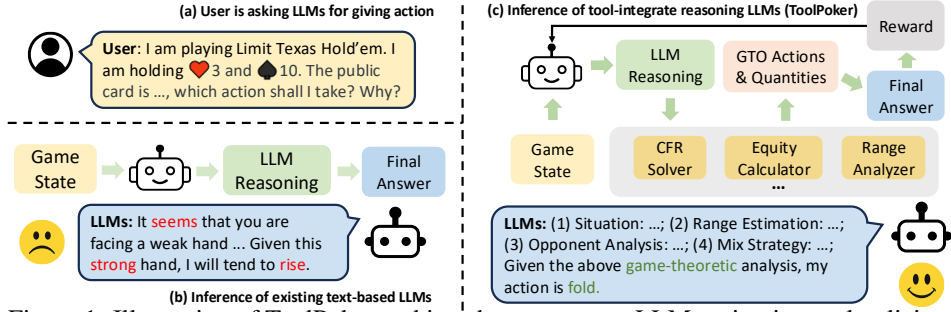 (a) User is asking LLMs for giving action
User: I am playing Limit Texas Hold'em. I
am holding ♥3 and ♠10. The public
card is …, which action shall I take? Why?
Game
State
LLM
Reasoning
Final
Answer
LLMs: It seems that you are
facing a weak hand ... Given this
strong hand, I will tend to rise.
(b) Inference of existing text-based LLMs
(c) Inference of tool-integrate reasoning LLMs (ToolPoker)
Reward
LLM
Reasoning
GTO Actions
& Quantities
Final
Answer
Game
State
CFR
Solver
Equity
Calculator
Range
Analyzer
...
LLMs: (1) Situation: …; (2) Range Estimation: …;
(3) Opponent Analysis: …; (4) Mix Strategy: …;
Given the above game-theoretic analysis, my
action is fold.